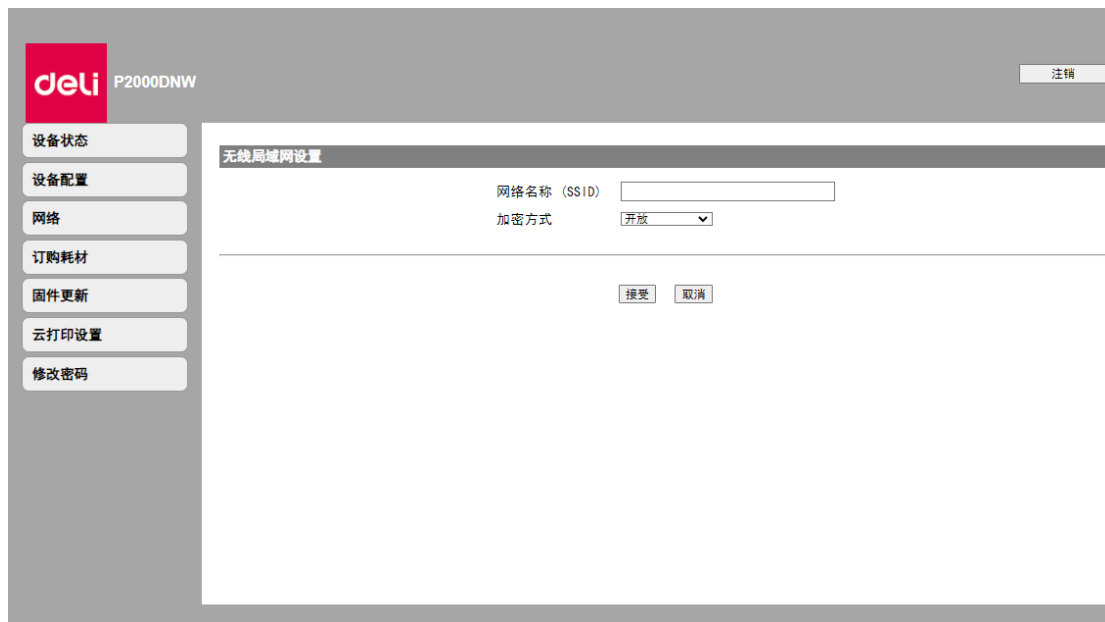 deli P2000DNW
注销
设备状态
设备配置
网络
订购耗材
固件更新
云打印设置
修改密码
无线局域网设置
网络名称 (SSID)
加密方式 开放
接受 取消